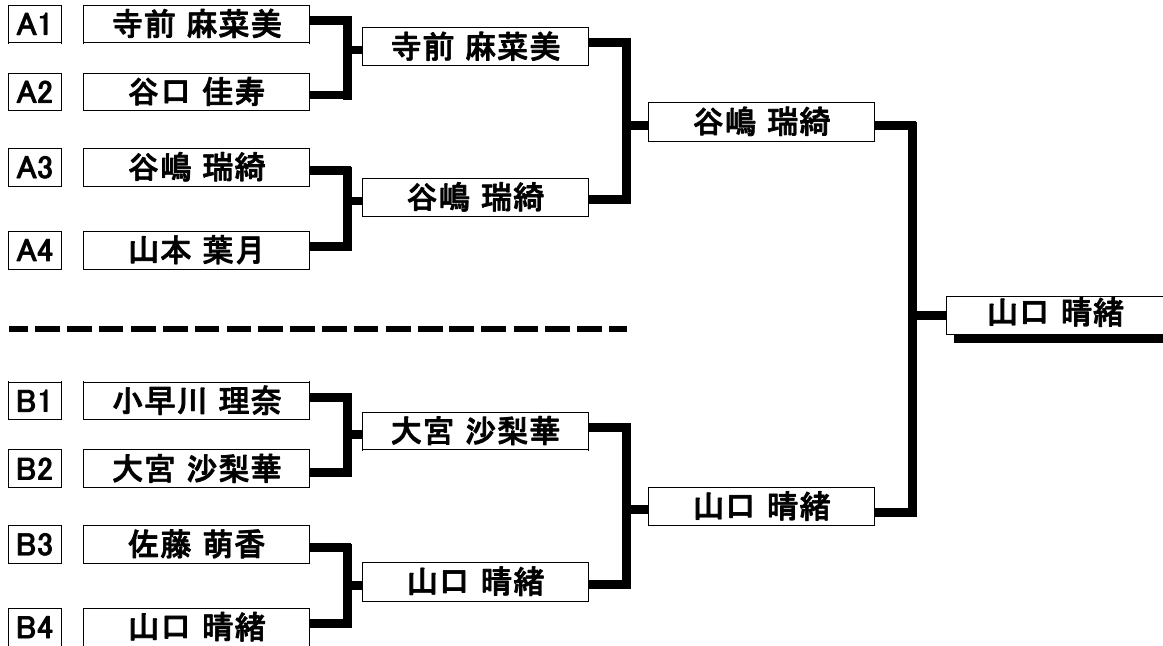 A1 寺前 麻菜美
寺前 麻菜美
A2 谷口 佳寿
谷嶋 瑞綺
A3 谷嶋 瑞綺
谷嶋 瑞綺
A4 山本 葉月
山口 晴緒
B1 小早川 理奈
大宮 沙梨華
B2 大宮 沙梨華
山口 晴緒
B3 佐藤 萌香
山口 晴緒
B4 山口 晴緒